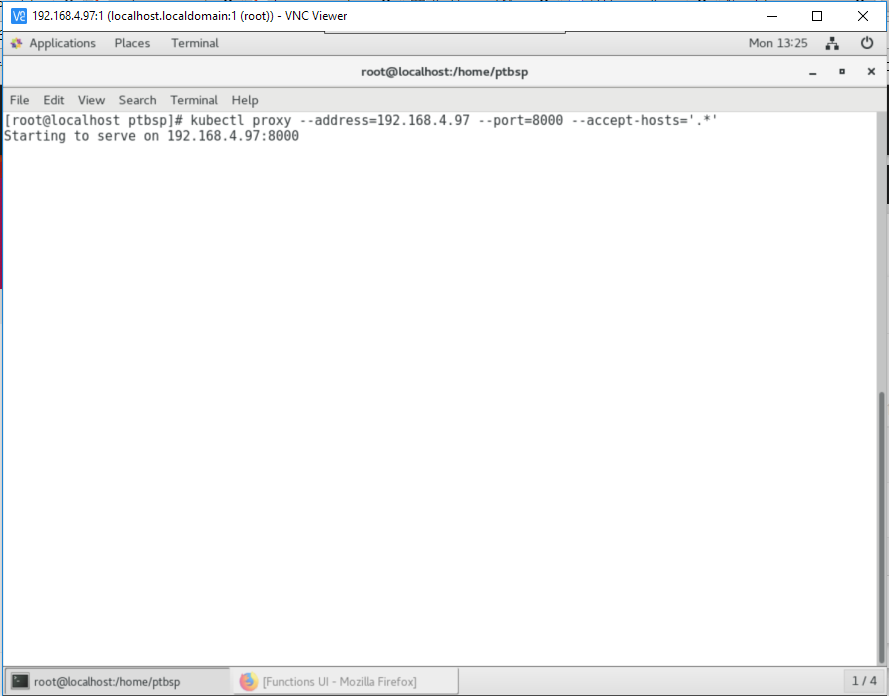 192.168.4.97:1 (localhost.localdomain:1 (root)) - VNC Viewer
Applications Places Terminal Mon 13:25
root@localhost:/home/ptbsp
File Edit View Search Terminal Help
[root@localhost ptbsp]# kubectl proxy --address=192.168.4.97 --port=8000 --accept-hosts='.*'
Starting to serve on 192.168.4.97:8000
root@localhost:/home/ptbsp [Functions UI - Mozilla Firefox] 1 / 4